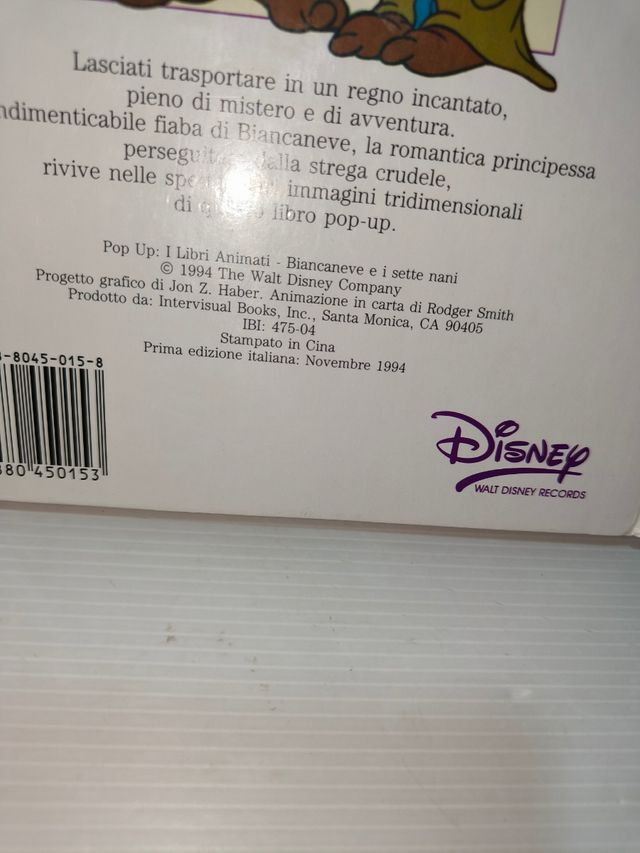 Lasciati trasportare in un regno incantato,
pieno di mistero e di avventura.
ndimenticabile fiaba di Biancaneve, la romantica principessa
dalla strega crudele,
rivive nelle immagini tridimensionali
di libro pop-up.
Pop Up: I Libri Animati - Biancaneve e i sette nani
© 1994 The Walt Disney Company
Progetto grafico di Jon Z. Haber. Animazione in carta di Rodger Smith
Prodotto da: Intervisual Books, Inc., Santa Monica, CA 90405
IBI: 475-04
Stampato in Cina
Prima edizione italiana: Novembre 1994
-8045-015-8
880 450153
Disney
WALT DISNEY RECORDS